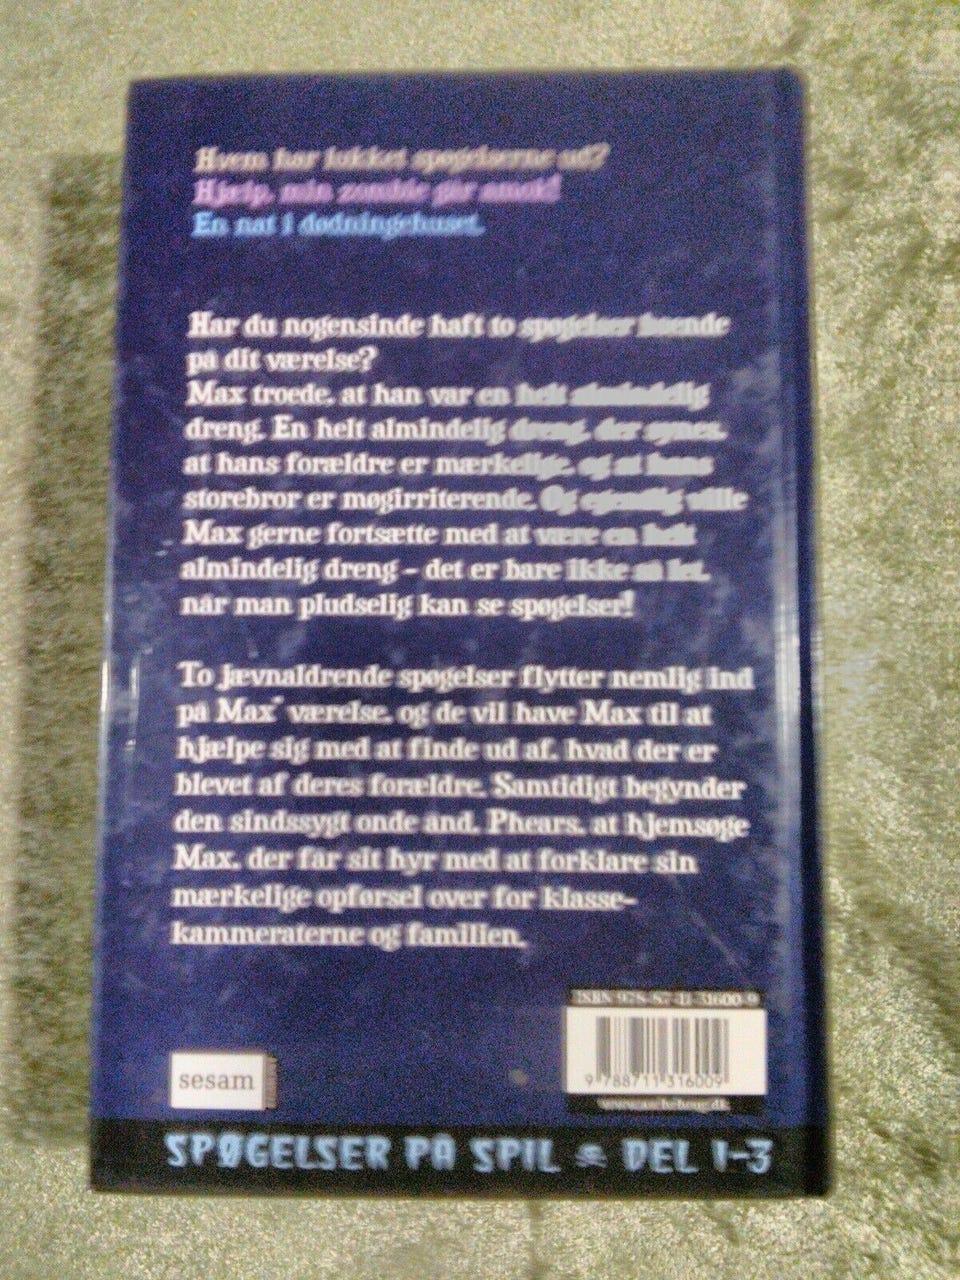 Hvem har lukket spøgelserne ud?
Hjælp, min zombie går amok!
En nat i dødningehuset.
Har du nogensinde haft to spøgelser boende
på dit værelse?
Max troede, at han var en helt almindelig
dreng. En helt almindelig dreng, der synes,
at hans forældre er mærkelige, og at hans
storebror er møgirriterende. Og egentlig ville
Max gerne fortsætte med at være en helt
almindelig dreng – det er bare ikke så let,
når man pludselig kan se spøgelser!
To jævnaldrende spøgelser flytter nemlig ind
på Max' værelse, og de vil have Max til at
hjælpe sig med at finde ud af, hvad der er
blevet af deres forældre. Samtidigt begynder
den sindssygt onde ånd, Phears, at hjemsøge
Max, der får sit hyr med at forklare sin
mærkelige opførsel over for klasse-
kammeraterne og familien.
ISBN 978-87-11-31600-9
9 788711 316009
sesam
SPØGELSER PÅ SPIL DEL 1-3